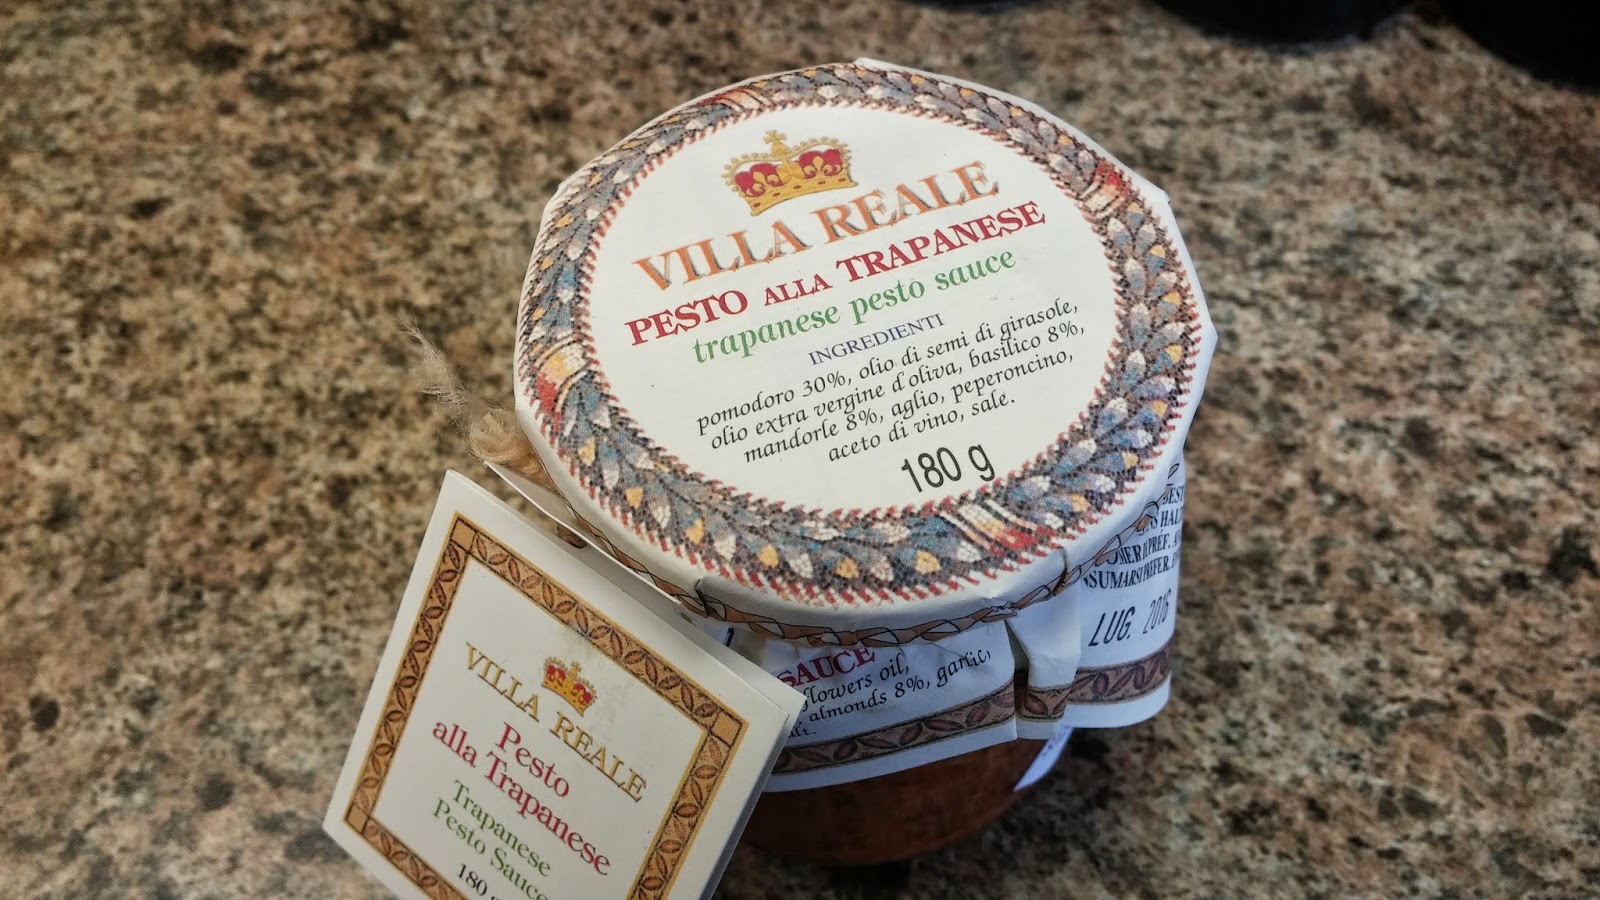 VILLA REALE
PESTO ALLA TRAPANESE
trapanese pesto sauce
INGREDIENTI
pomodoro 30%, olio di semi di girasole,
olio extra vergine d'oliva, basilico 8%,
mandorle 8%, aglio, peperoncino,
aceto di vino, sale.
180 g
LUG. 2016
SAUCE
flowers oil,
almonds 8%, garlic,
VILLA REALE
Pesto
alla Trapanese
Trapanese
Pesto Sauce
180